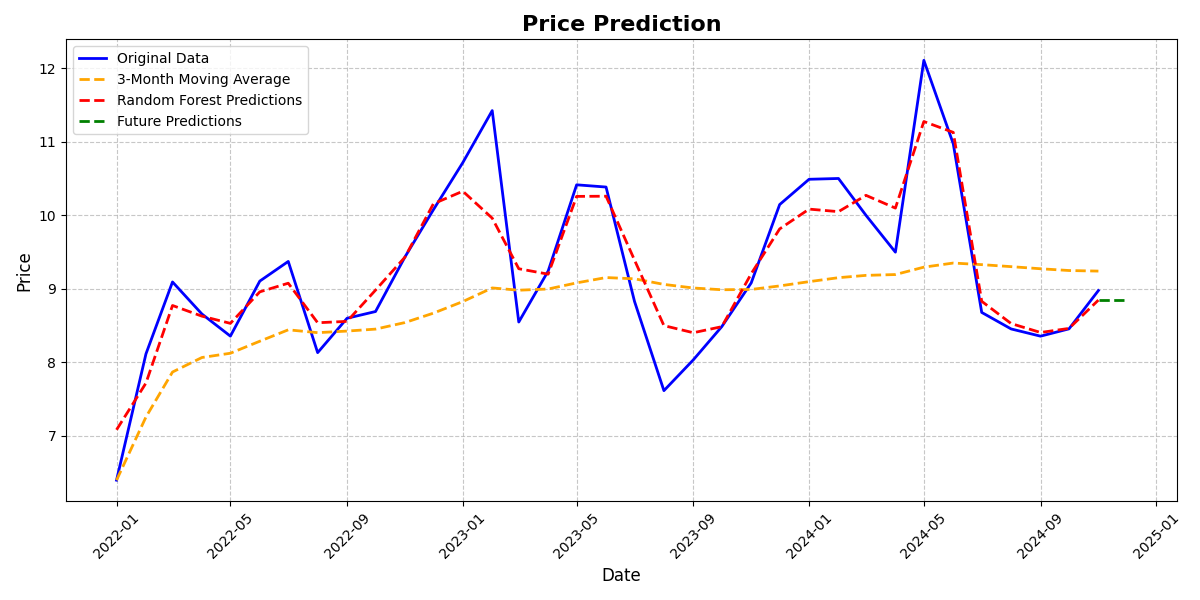 Price Prediction
Original Data
3-Month Moving Average
Random Forest Predictions
Future Predictions
Price
12
11
10
9
8
7
2022-01
2022-05
2022-09
2023-01
2023-05
2023-09
2024-01
2024-05
2024-09
2025-01
Date